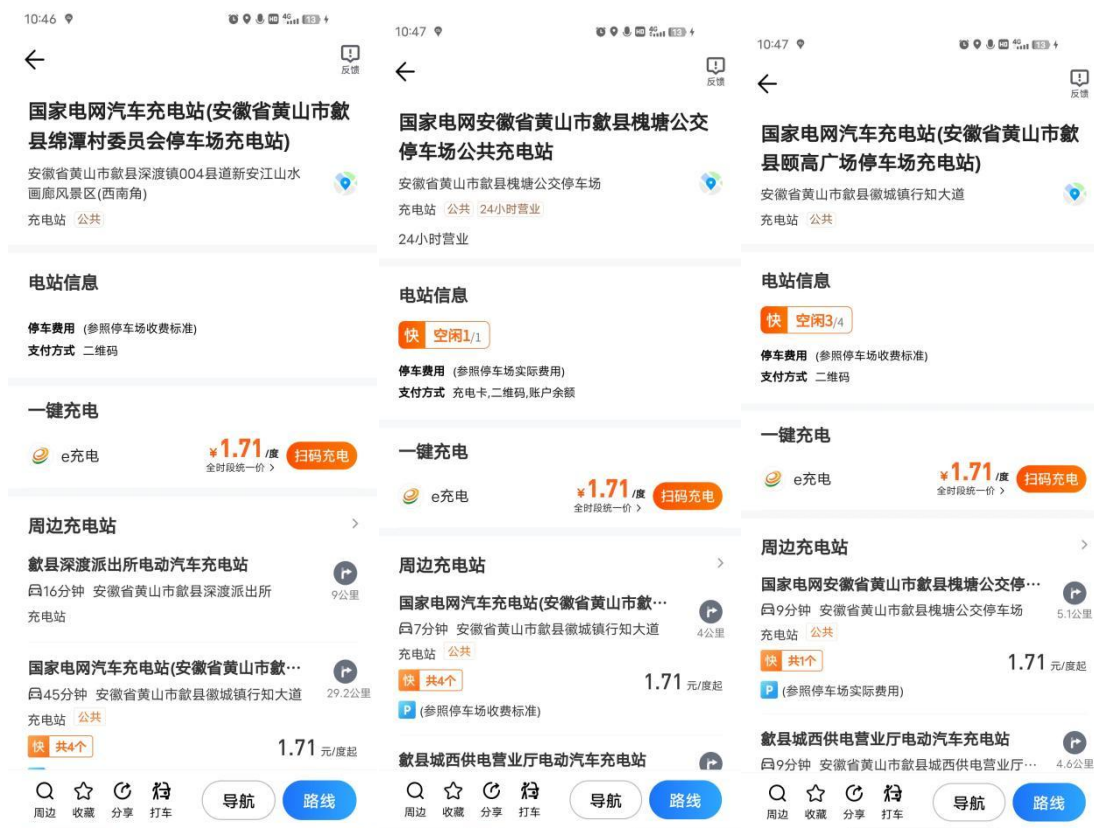 10:46
HD 4G 13
反馈
国家电网汽车充电站(安徽省黄山市歙
县绵潭村委员会停车场充电站)
安徽省黄山市歙县深渡镇004县道新安江山水
画廊风景区(西南角)
充电站 公共
电站信息
停车费用 (参照停车场收费标准)
支付方式 二维码
一键充电
e充电
¥1.71/度
全时段统一价 >
扫码充电
周边充电站 >
歙县深渡派出所电动汽车充电站
16分钟 安徽省黄山市歙县深渡派出所
9公里
充电站
国家电网汽车充电站(安徽省黄山市歙···
45分钟 安徽省黄山市歙县徽城镇行知大道
29.2公里
充电站 公共
快 共4个
1.71 元/度起
周边 收藏 分享 打车 导航 路线
10:47
HD 4G 13
反馈
国家电网安徽省黄山市歙县槐塘公交
停车场公共充电站
安徽省黄山市歙县槐塘公交停车场
充电站 公共 24小时营业
24小时营业
电站信息
快 空闲1/1
停车费用 (参照停车场实际费用)
支付方式 充电卡,二维码,账户余额
一键充电
e充电
¥1.71/度
全时段统一价 >
扫码充电
周边充电站 >
国家电网汽车充电站(安徽省黄山市歙···
7分钟 安徽省黄山市歙县徽城镇行知大道
4公里
充电站 公共
快 共4个
1.71 元/度起
P (参照停车场收费标准)
歙县城西供电营业厅电动汽车充电站
周边 收藏 分享 打车 导航 路线
10:47
HD 4G 13
反馈
国家电网汽车充电站(安徽省黄山市歙
县颐高广场停车场充电站)
安徽省黄山市歙县徽城镇行知大道
充电站 公共
电站信息
快 空闲3/4
停车费用 (参照停车场收费标准)
支付方式 二维码
一键充电
e充电
¥1.71/度
全时段统一价 >
扫码充电
周边充电站 >
国家电网安徽省黄山市歙县槐塘公交停···
9分钟 安徽省黄山市歙县槐塘公交停车场
5.1公里
充电站 公共
快 共1个
1.71 元/度起
P (参照停车场实际费用)
歙县城西供电营业厅电动汽车充电站
9分钟 安徽省黄山市歙县城西供电营业厅···
4.6公里
周边 收藏 分享 打车 导航 路线